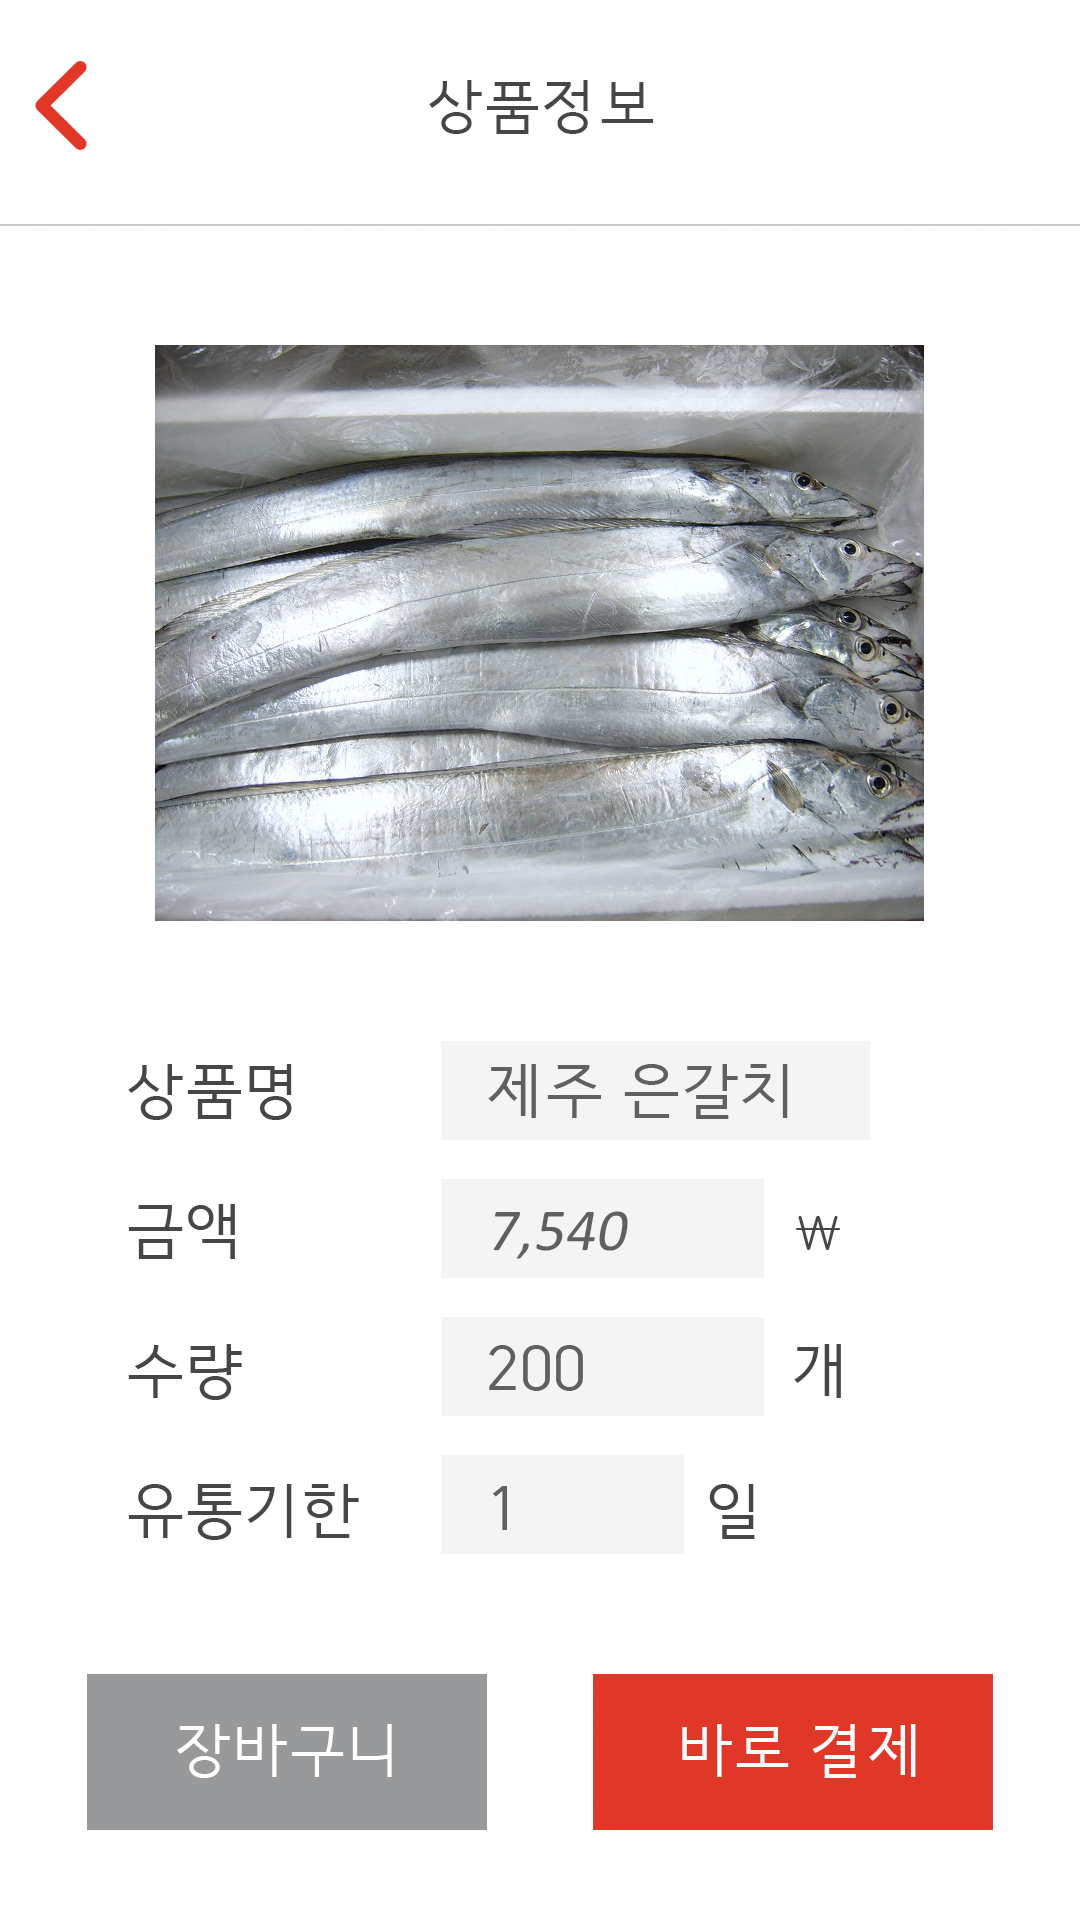 상품정보
상품명 제주 은갈치
금액 7,540 ₩
수량 200 개
유통기한 1 일
장바구니 바로 결제